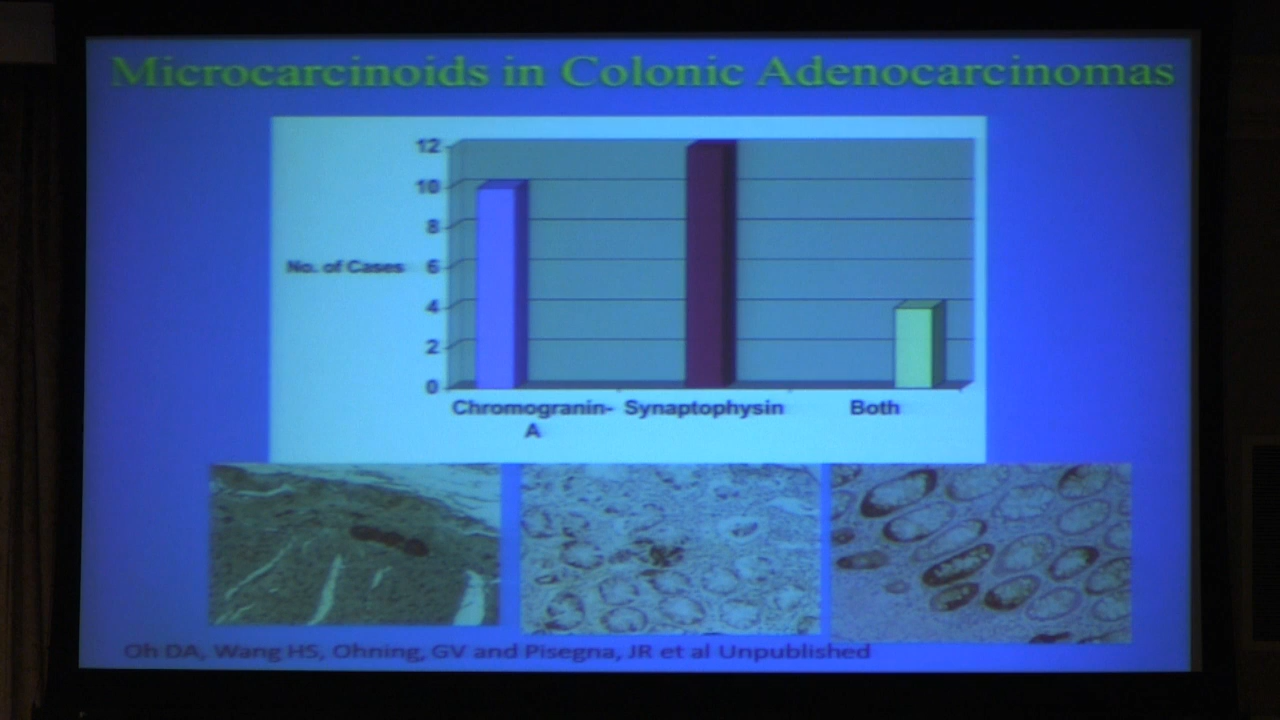 Microcarcinoids in Colonic Adenocarcinomas
12
10
8
No. of Cases 6
4
2
0
Chromogranin-A Synaptophysin Both
Oh DA, Wang HS, Ohning, GV and Pisegna, JR et al Unpublished